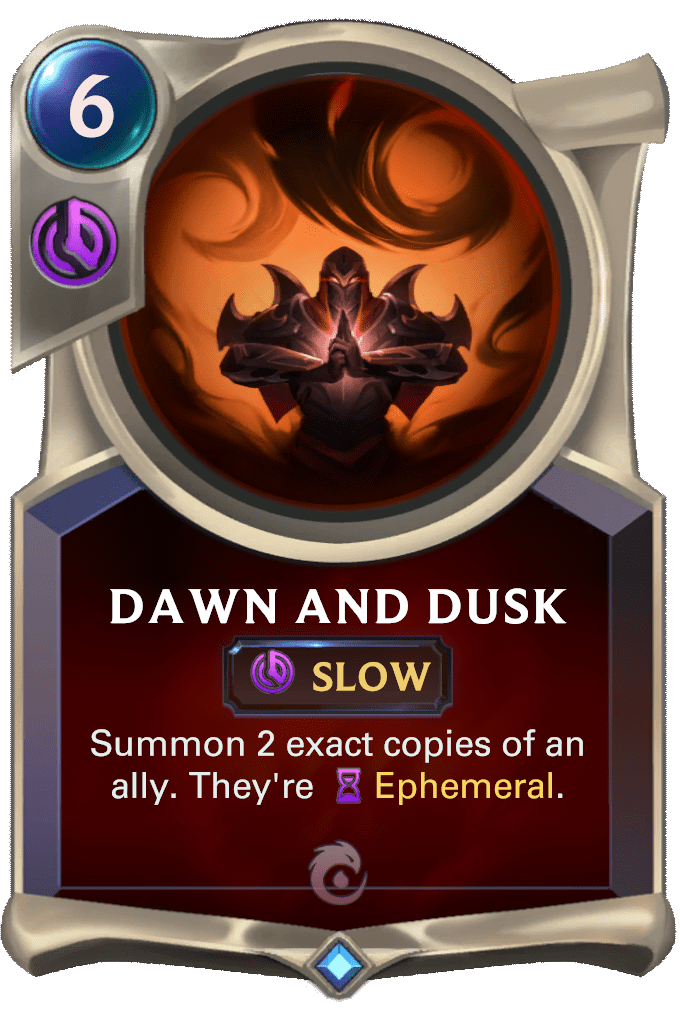 6
DAWN AND DUSK
SLOW
Summon 2 exact copies of an
ally. They're Ephemeral.